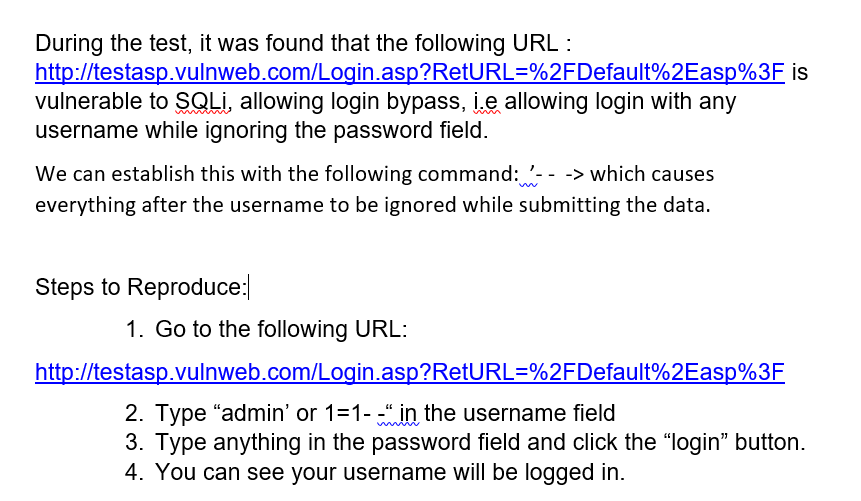 During the test, it was found that the following URL :
http://testasp.vulnweb.com/Login.asp?RetURL=%2FDefault%2Easp%3F is
vulnerable to SQLi, allowing login bypass, i.e allowing login with any
username while ignoring the password field.
We can establish this with the following command: ’- - -> which causes
everything after the username to be ignored while submitting the data.
Steps to Reproduce:
1. Go to the following URL:
http://testasp.vulnweb.com/Login.asp?RetURL=%2FDefault%2Easp%3F
2. Type “admin’ or 1=1- -“ in the username field
3. Type anything in the password field and click the “login” button.
4. You can see your username will be logged in.